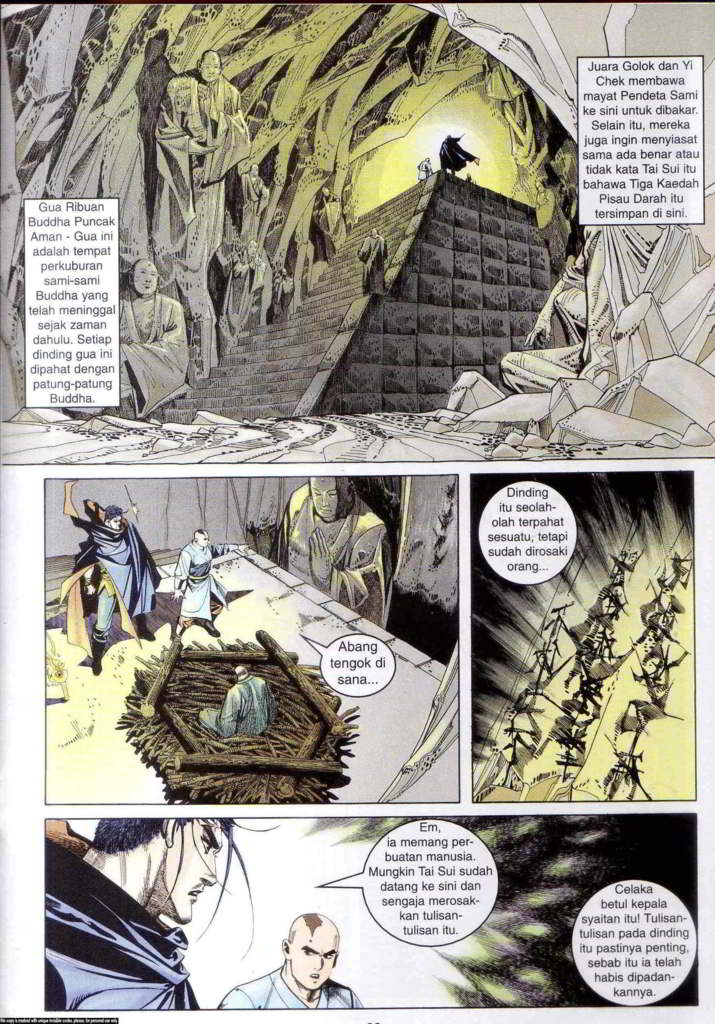 Juara Golok dan Yi
Chek membawa
mayat Pendeta Sami
ke sini untuk dibakar.
Selain itu, mereka
juga ingin menyiasat
sama ada benar atau
tidak kata Tai Sui itu
bahawa Tiga Kaedah
Pisau Darah itu
tersimpan di sini.
Gua Ribuan
Buddha Puncak
Aman - Gua ini
adalah tempat
perkuburan
sami-sami
Buddha yang
telah meninggal
sejak zaman
dahulu. Setiap
dinding gua ini
dipahat dengan
patung-patung
Buddha.
Abang
tengok di
sana...
Dinding
itu seolah-
olah terpahat
sesuatu, tetapi
sudah dirosaki
orang...
Em,
ia memang per-
buatan manusia.
Mungkin Tai Sui sudah
datang ke sini dan
sengaja merosak-
kan tulisan-
tulisan itu.
Celaka
betul kepala
syaitan itu! Tulisan-
tulisan pada dinding
itu pastinya penting,
sebab itu ia telah
habis dipadan-
kannya.